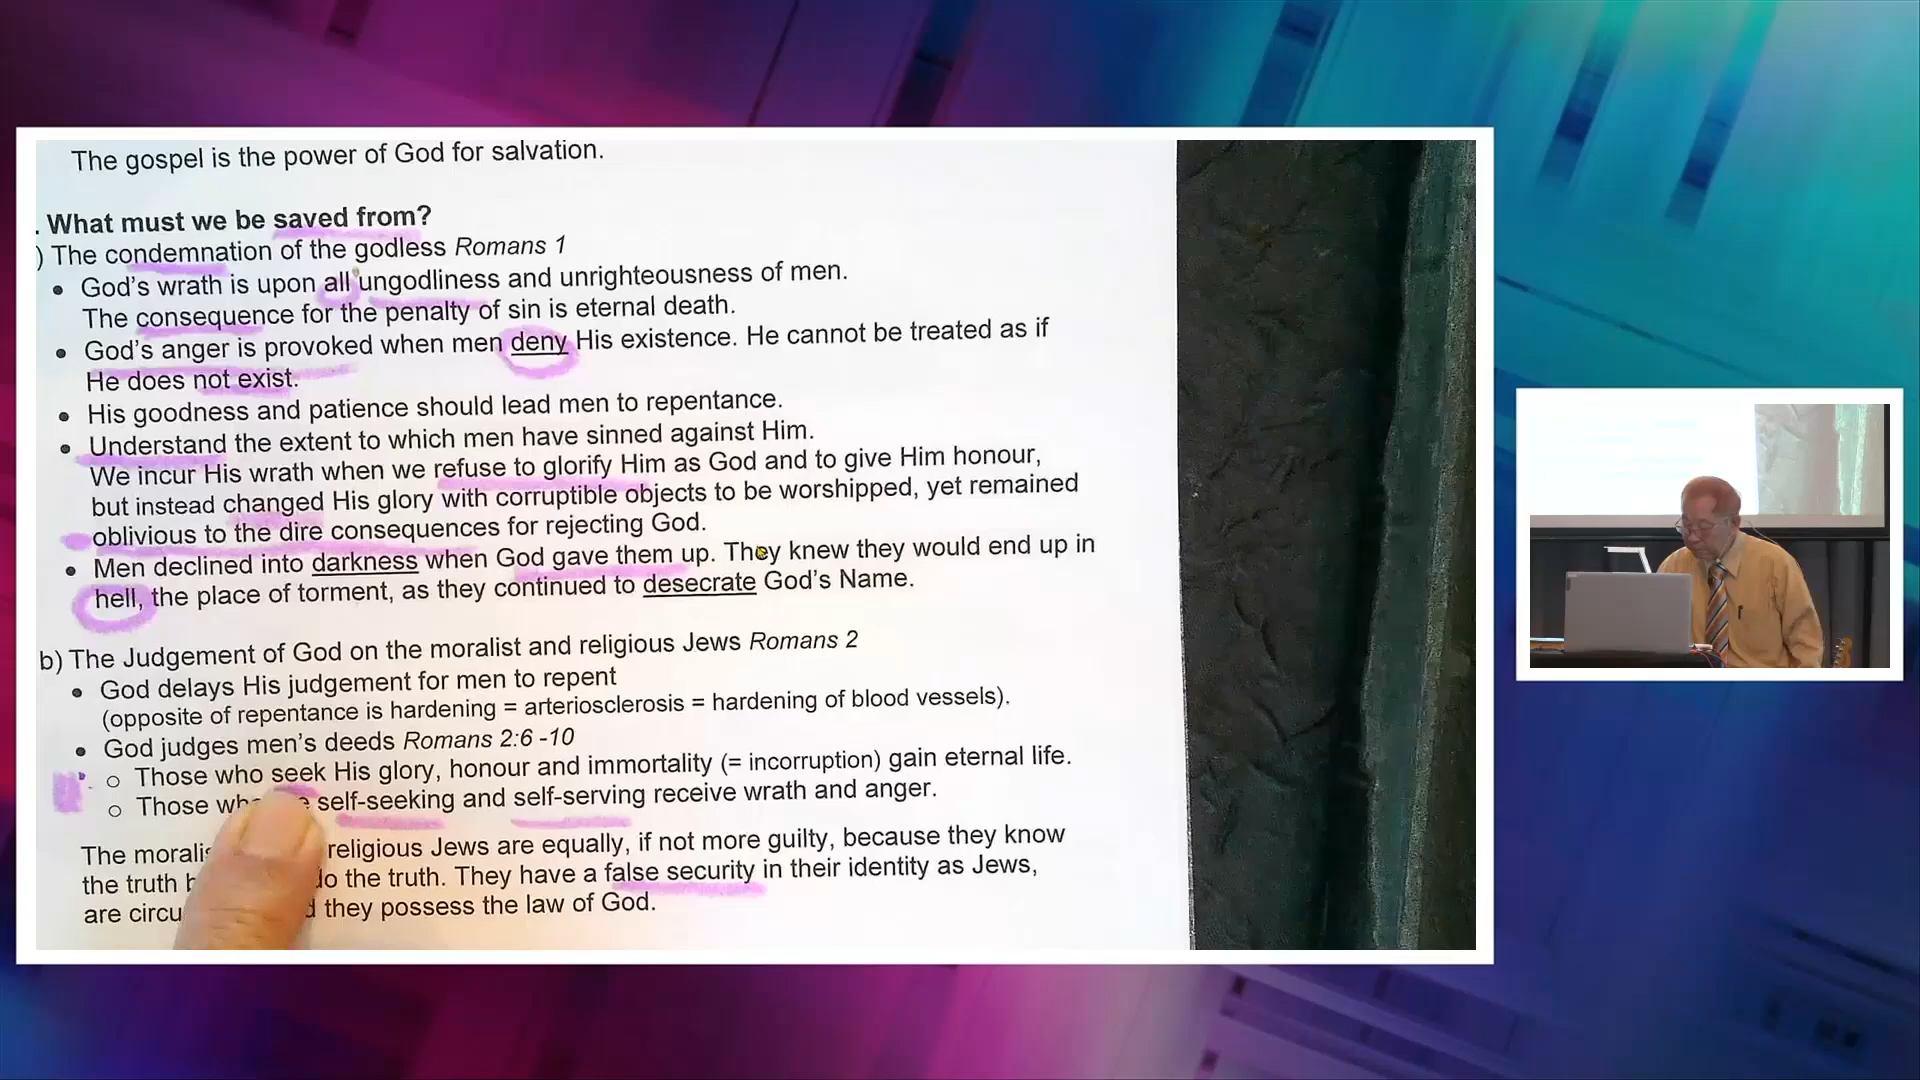 The gospel is the power of God for salvation.
. What must we be saved from?
) The condemnation of the godless Romans 1
• God's wrath is upon all ungodliness and unrighteousness of men.
The consequence for the penalty of sin is eternal death.
• God's anger is provoked when men deny His existence. He cannot be treated as if
He does not exist.
• His goodness and patience should lead men to repentance.
• Understand the extent to which men have sinned against Him.
We incur His wrath when we refuse to glorify Him as God and to give Him honour,
but instead changed His glory with corruptible objects to be worshipped, yet remained
oblivious to the dire consequences for rejecting God.
• Men declined into darkness when God gave them up. They knew they would end up in
hell, the place of torment, as they continued to desecrate God's Name.
b) The Judgement of God on the moralist and religious Jews Romans 2
• God delays His judgement for men to repent
(opposite of repentance is hardening = arteriosclerosis = hardening of blood vessels).
• God judges men's deeds Romans 2:6 -10
○ Those who seek His glory, honour and immortality (= incorruption) gain eternal life.
○ Those self-seeking and self-serving receive wrath and anger.
The religious Jews are equally, if not more guilty, because they know
the truth the truth. They have a false security in their identity as Jews,
are they possess the law of God.